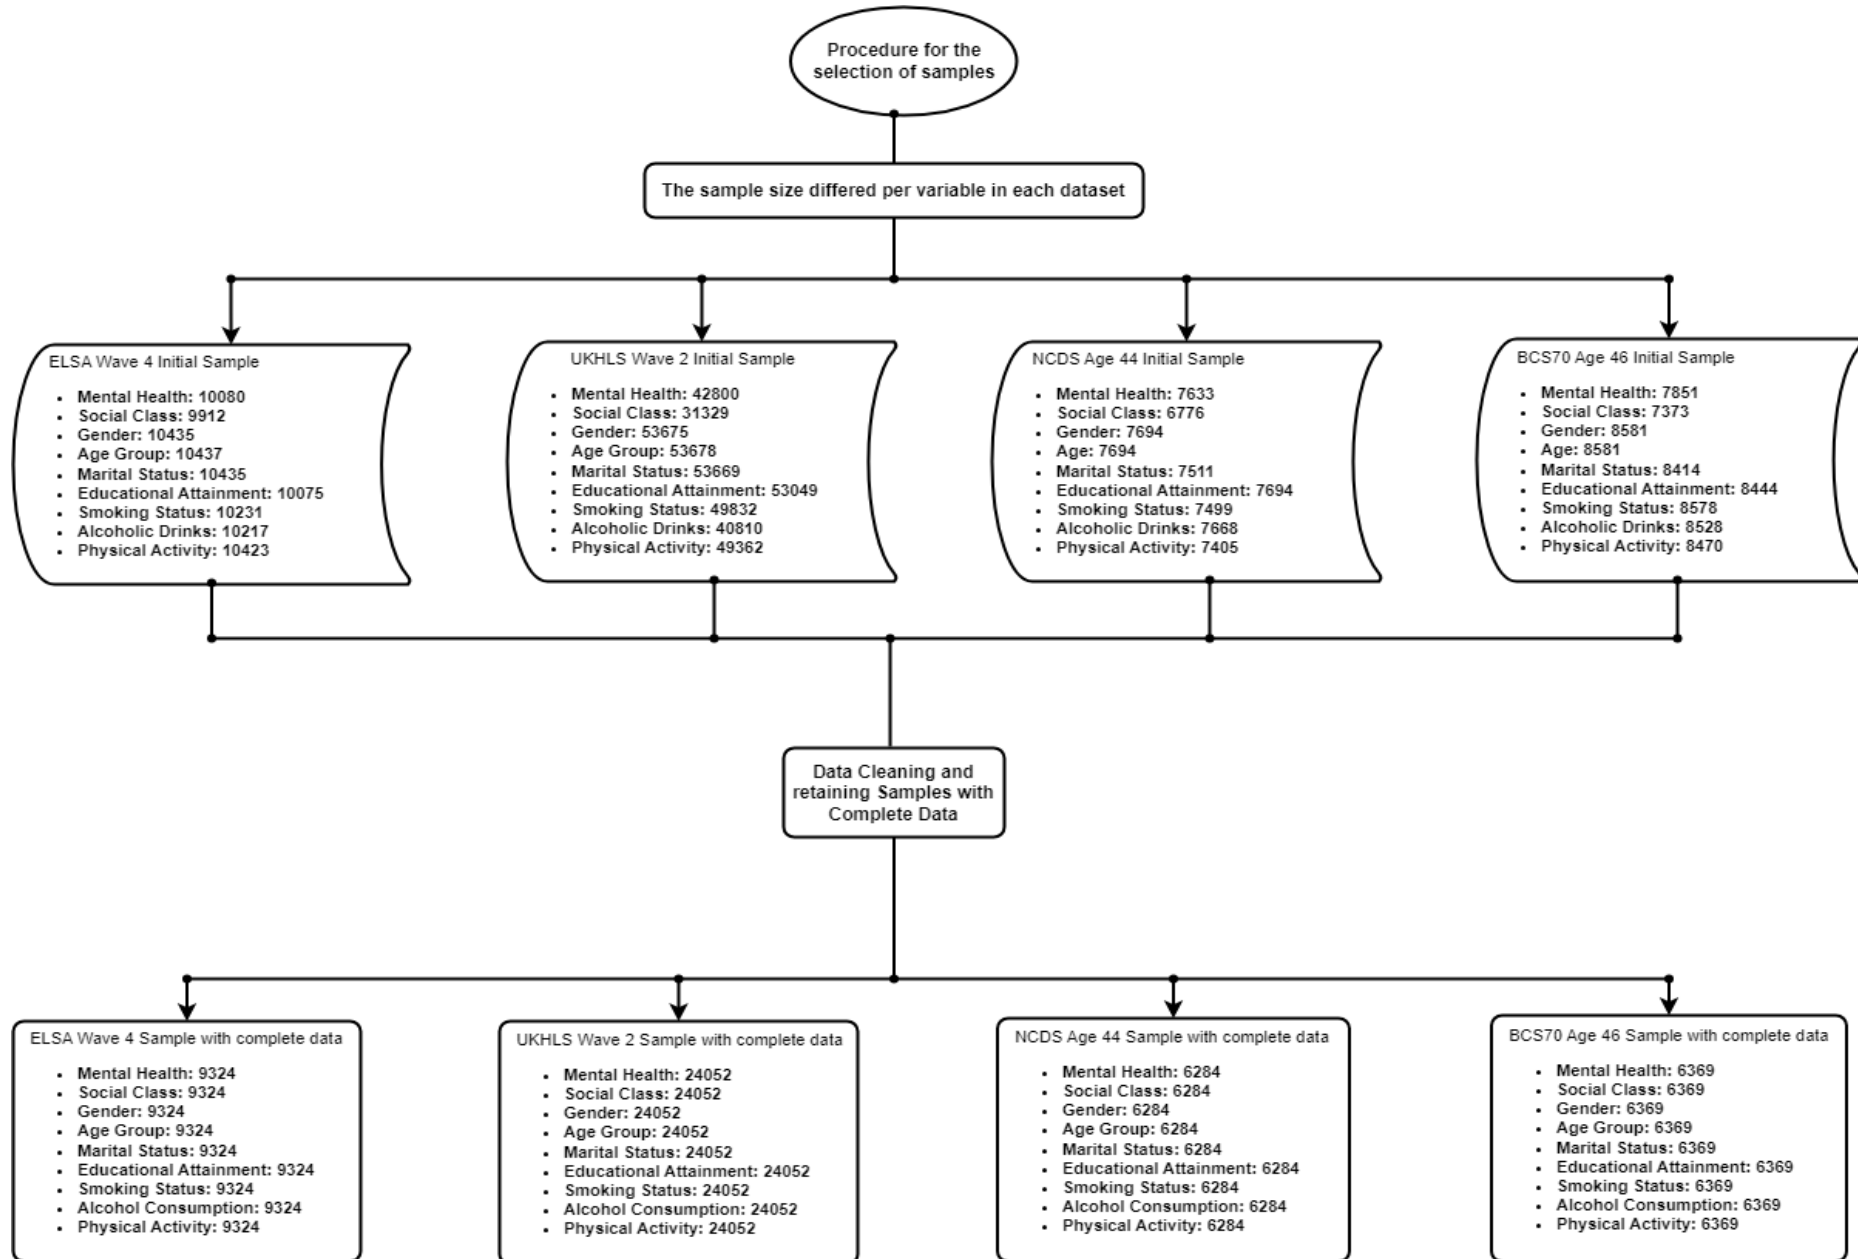 Procedure for the
selection of samples
The sample size differed per variable in each dataset
ELSA Wave 4 Initial Sample
• Mental Health: 10080
• Social Class: 9912
• Gender: 10435
• Age Group: 10437
• Marital Status: 10435
• Educational Attainment: 10075
• Smoking Status: 10231
• Alcoholic Drinks: 10217
• Physical Activity: 10423
UKHLS Wave 2 Initial Sample
• Mental Health: 42800
• Social Class: 31329
• Gender: 53675
• Age Group: 53678
• Marital Status: 53669
• Educational Attainment: 53049
• Smoking Status: 49832
• Alcoholic Drinks: 40810
• Physical Activity: 49362
NCDS Age 44 Initial Sample
• Mental Health: 7633
• Social Class: 6776
• Gender: 7694
• Age: 7694
• Marital Status: 7511
• Educational Attainment: 7694
• Smoking Status: 7499
• Alcoholic Drinks: 7668
• Physical Activity: 7405
BCS70 Age 46 Initial Sample
• Mental Health: 7851
• Social Class: 7373
• Gender: 8581
• Age: 8581
• Marital Status: 8414
• Educational Attainment: 8444
• Smoking Status: 8578
• Alcoholic Drinks: 8528
• Physical Activity: 8470
Data Cleaning and
retaining Samples with
Complete Data
ELSA Wave 4 Sample with complete data
• Mental Health: 9324
• Social Class: 9324
• Gender: 9324
• Age Group: 9324
• Marital Status: 9324
• Educational Attainment: 9324
• Smoking Status: 9324
• Alcohol Consumption: 9324
• Physical Activity: 9324
UKHLS Wave 2 Sample with complete data
• Mental Health: 24052
• Social Class: 24052
• Gender: 24052
• Age Group: 24052
• Marital Status: 24052
• Educational Attainment: 24052
• Smoking Status: 24052
• Alcohol Consumption: 24052
• Physical Activity: 24052
NCDS Age 44 Sample with complete data
• Mental Health: 6284
• Social Class: 6284
• Gender: 6284
• Age Group: 6284
• Marital Status: 6284
• Educational Attainment: 6284
• Smoking Status: 6284
• Alcohol Consumption: 6284
• Physical Activity: 6284
BCS70 Age 46 Sample with complete data
• Mental Health: 6369
• Social Class: 6369
• Gender: 6369
• Age Group: 6369
• Marital Status: 6369
• Educational Attainment: 6369
• Smoking Status: 6369
• Alcohol Consumption: 6369
• Physical Activity: 6369